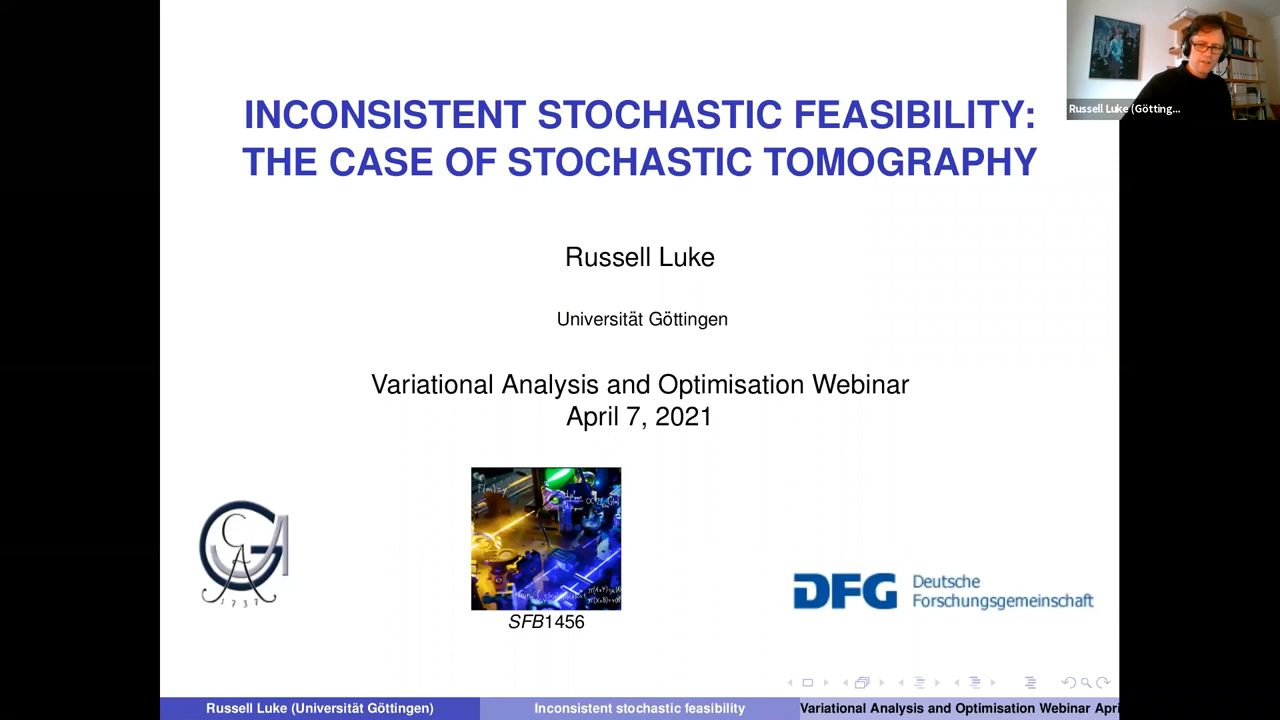 INCONSISTENT STOCHASTIC FEASIBILITY:
THE CASE OF STOCHASTIC TOMOGRAPHY
Russell Luke (Götting...
Russell Luke
Universität Göttingen
Variational Analysis and Optimisation Webinar
April 7, 2021
1737
DFG Deutsche
Forschungsgemeinschaft
SFB1456
Russell Luke (Universität Göttingen)
Inconsistent stochastic feasibility
Variational Analysis and Optimisation Webinar Apri